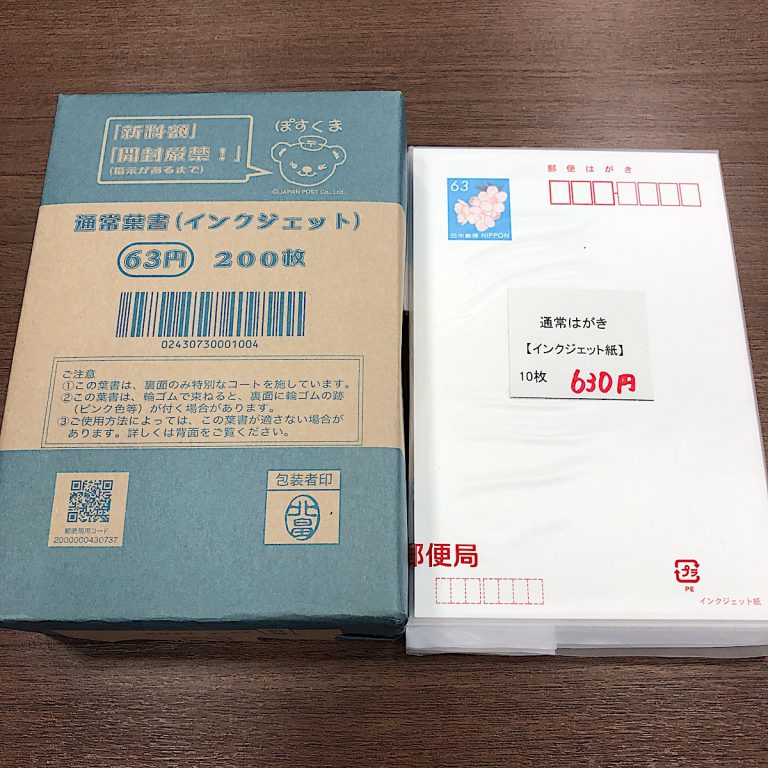 「新料額」
「開封厳禁！」
(指示があるまで)
ぽすくま
©JAPAN POST Co., Ltd.
通常葉書(インクジェット)
63円 200枚
02430730001004
ご注意
①この葉書は、裏面のみ特別なコートを施しています。
②この葉書は、輪ゴムで束ねると、裏面に輪ゴムの跡
(ピンク色等)が付く場合があります。
③ご使用方法によっては、この葉書が適さない場合が
あります。詳しくは背面をご覧ください。
郵便局用コード
2000000430737
包装者印
北畠
郵便はがき
63
日本郵便 NIPPON
通常はがき
【インクジェット紙】
10枚 630円
郵便局
プラ
PE
インクジェット紙